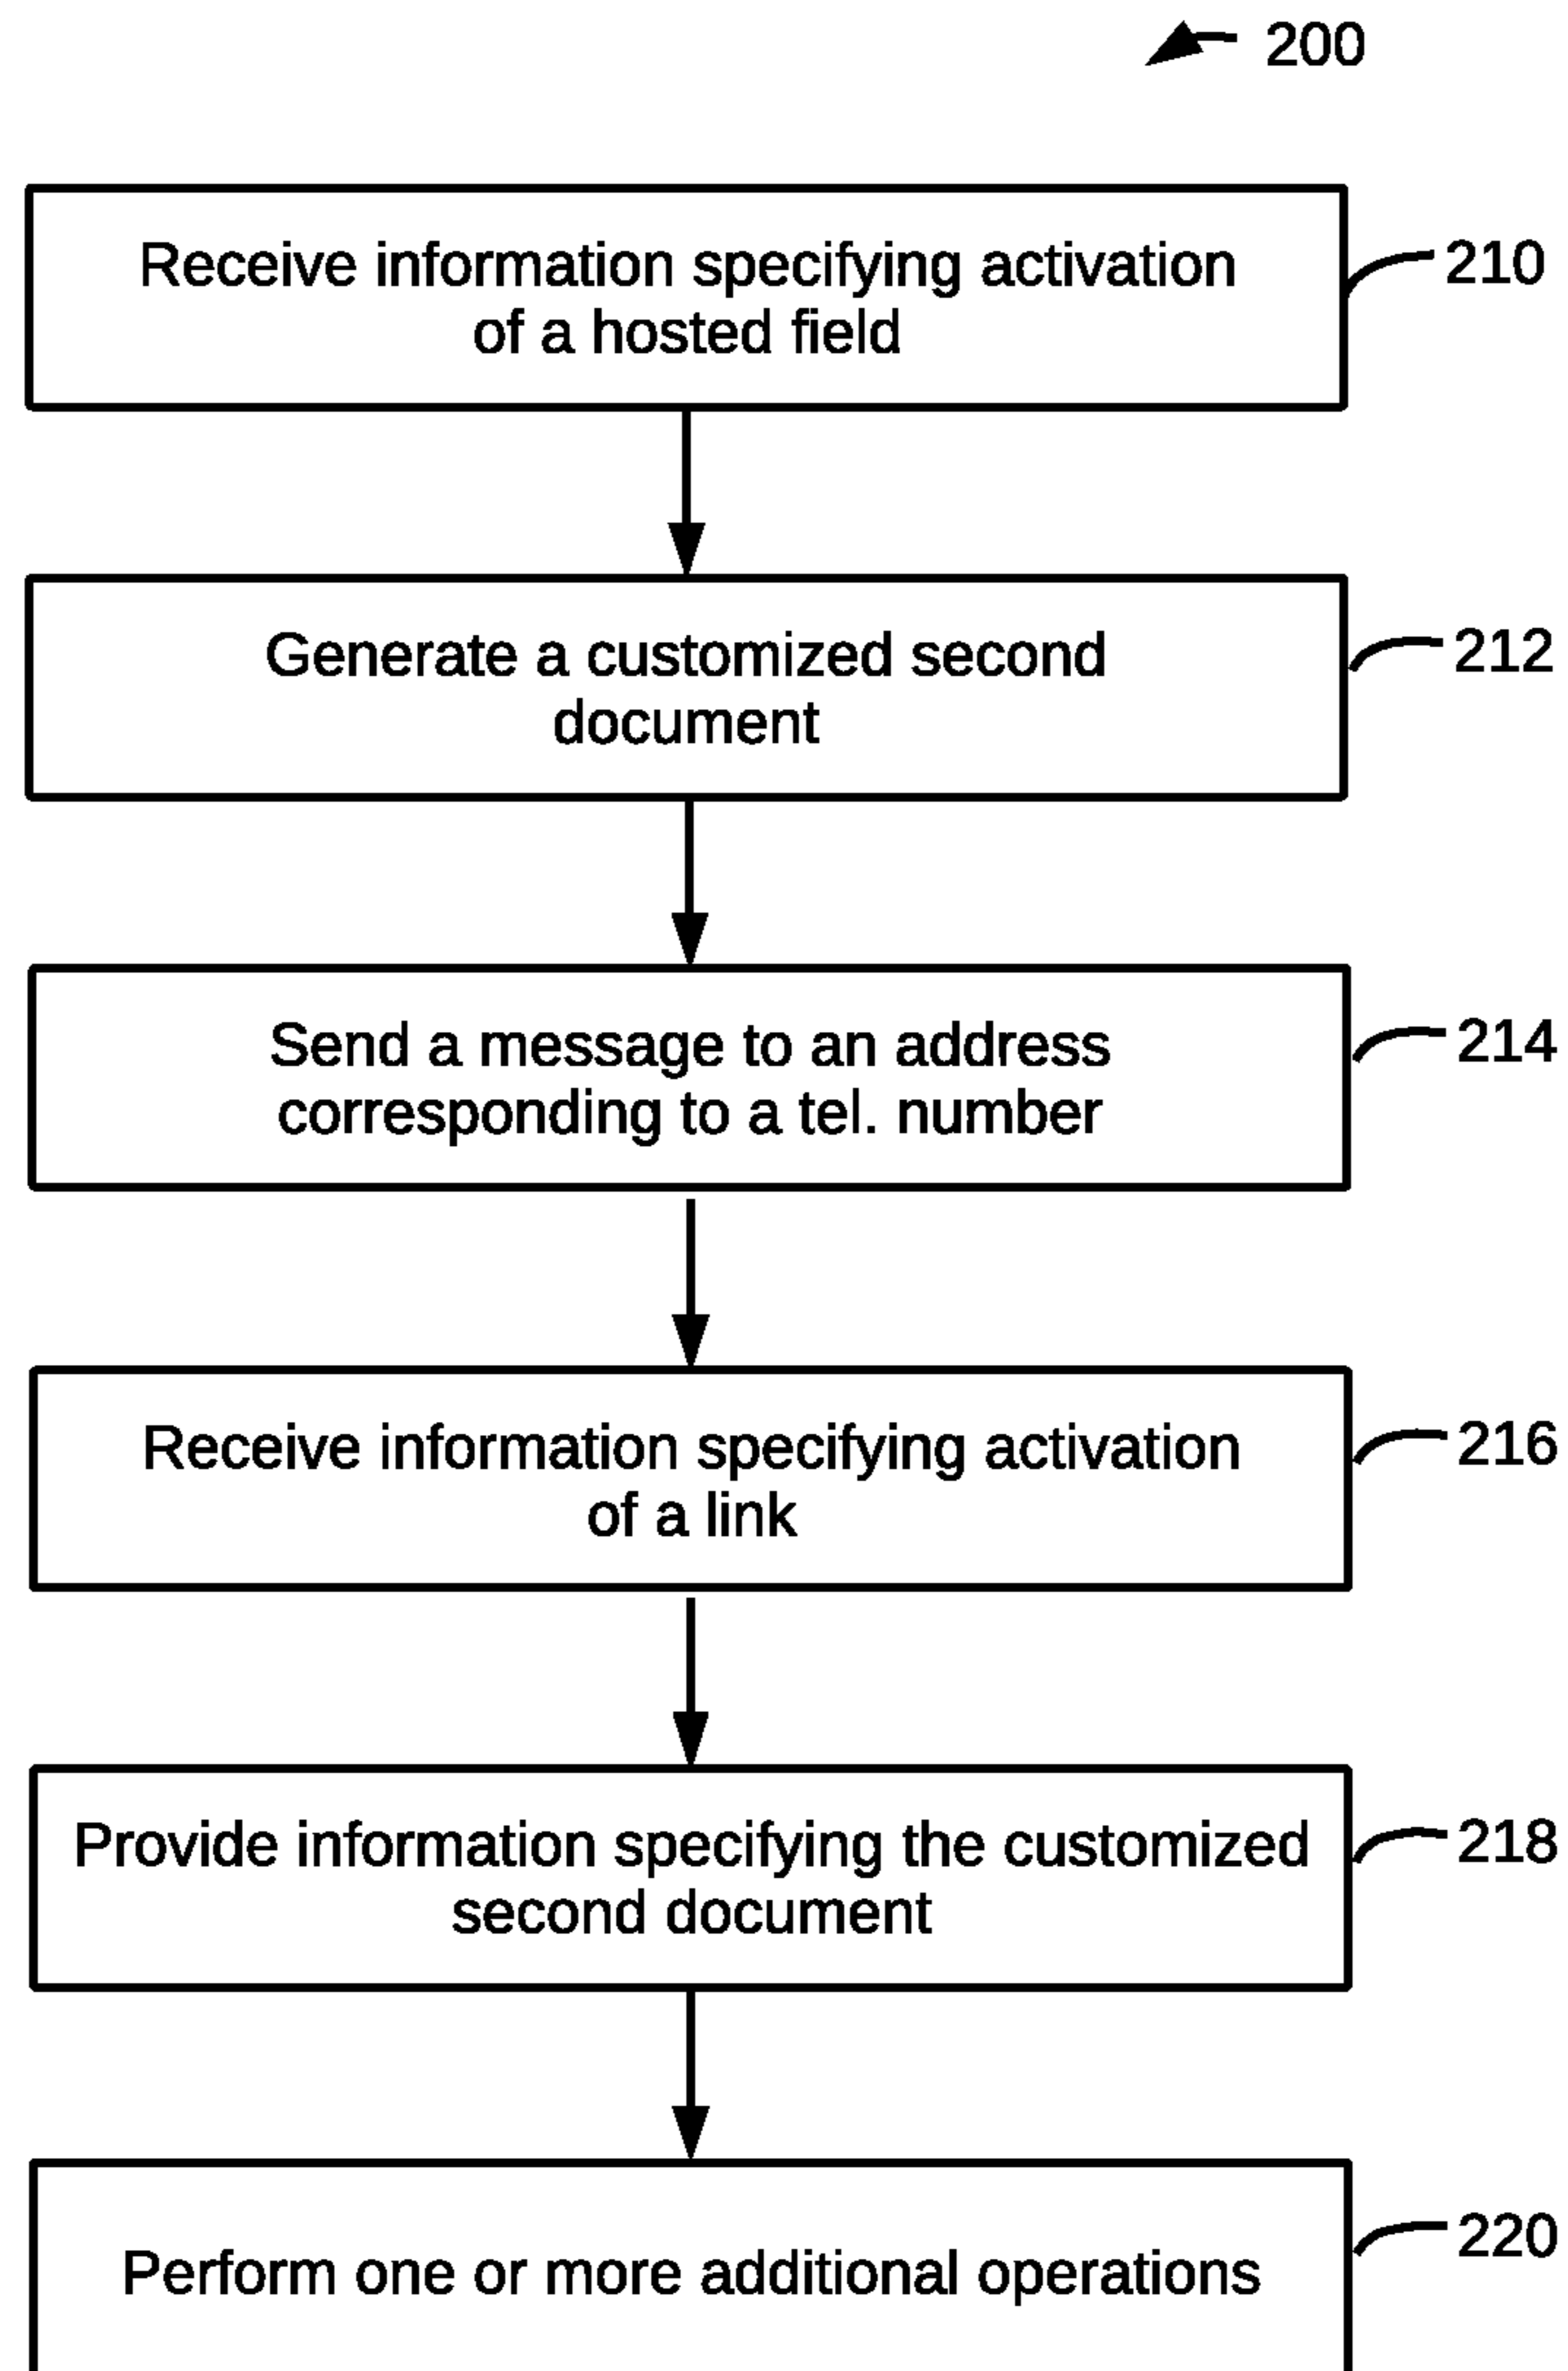 200
Receive information specifying activation
of a hosted field
210
Generate a customized second
document
212
Send a message to an address
corresponding to a tel. number
214
Receive information specifying activation
of a link
216
Provide information specifying the customized
second document
218
Perform one or more additional operations
220